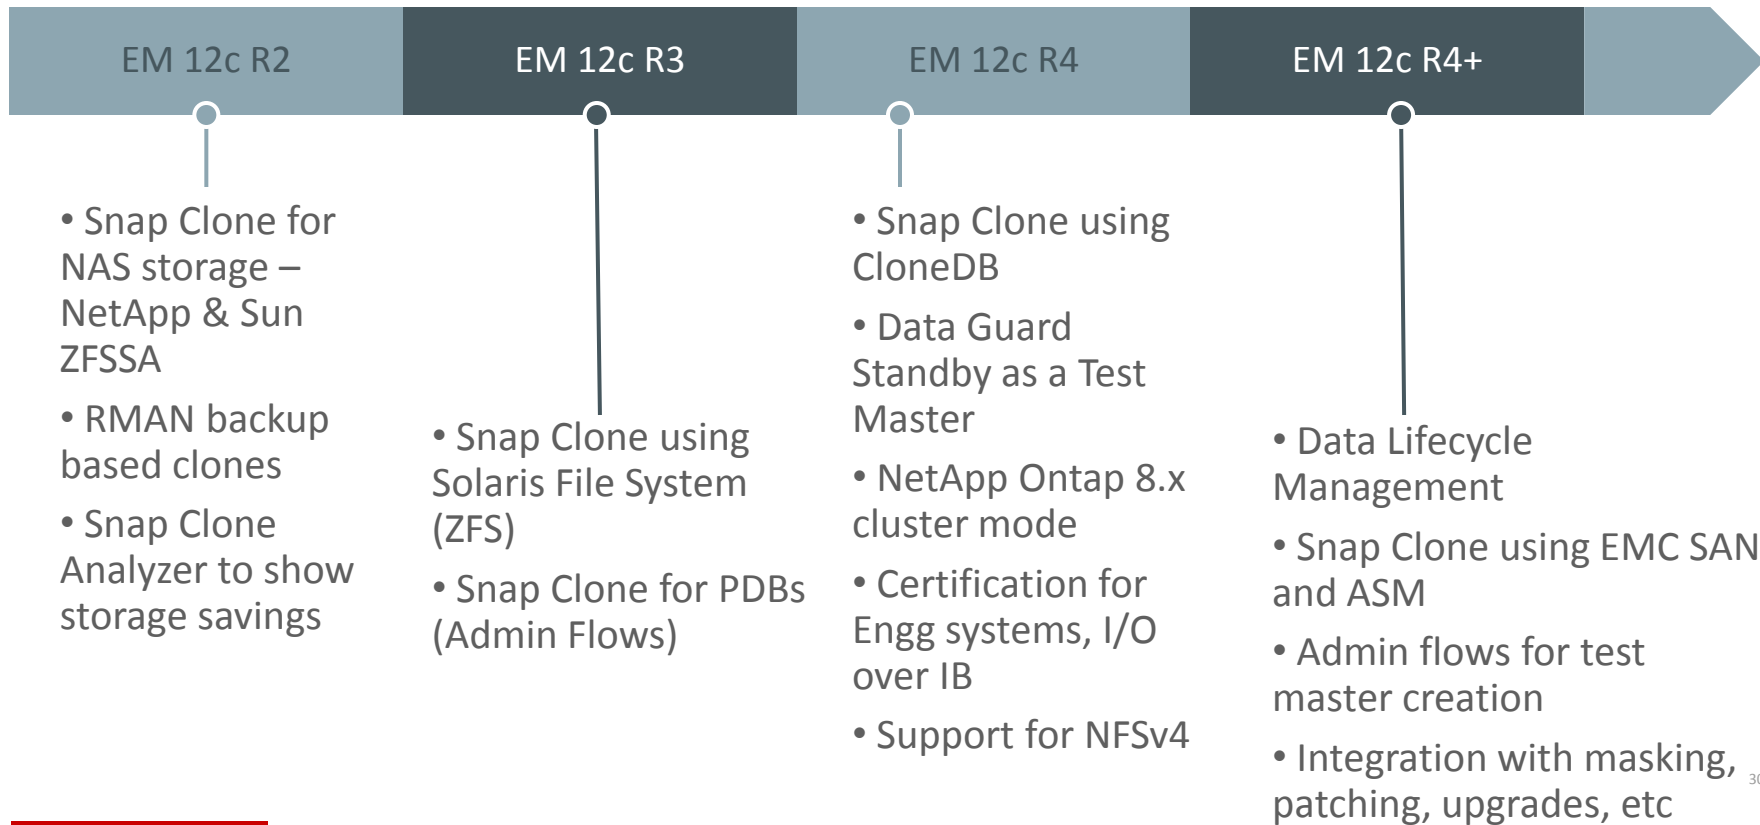 EM 12c R2
EM 12c R3
EM 12c R4
EM 12c R4+
• Snap Clone for
NAS storage –
NetApp & Sun
ZFSSA
• RMAN backup
based clones
• Snap Clone
Analyzer to show
storage savings
• Snap Clone using
Solaris File System
(ZFS)
• Snap Clone for PDBs
(Admin Flows)
• Snap Clone using
CloneDB
• Data Guard
Standby as a Test
Master
• NetApp Ontap 8.x
cluster mode
• Certification for
Engg systems, I/O
over IB
• Support for NFSv4
• Data Lifecycle
Management
• Snap Clone using EMC SAN
and ASM
• Admin flows for test
master creation
• Integration with masking,
patching, upgrades, etc
30